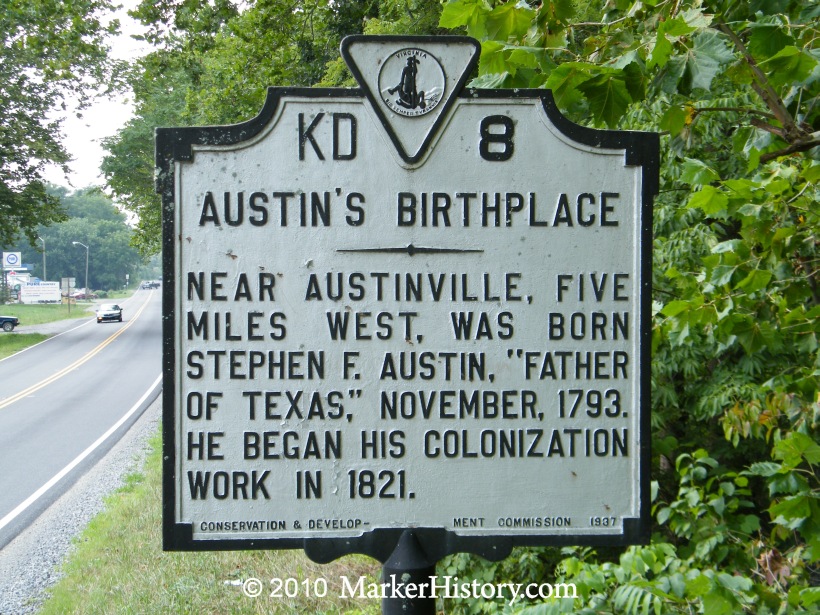 VIRGINIA
KD 8
AUSTIN'S BIRTHPLACE
NEAR AUSTINVILLE, FIVE
MILES WEST, WAS BORN
STEPHEN F. AUSTIN, "FATHER
OF TEXAS," NOVEMBER, 1793.
HE BEGAN HIS COLONIZATION
WORK IN 1821.
CONSERVATION & DEVELOP- MENT COMMISSION 1937
© 2010 MarkerHistory.com